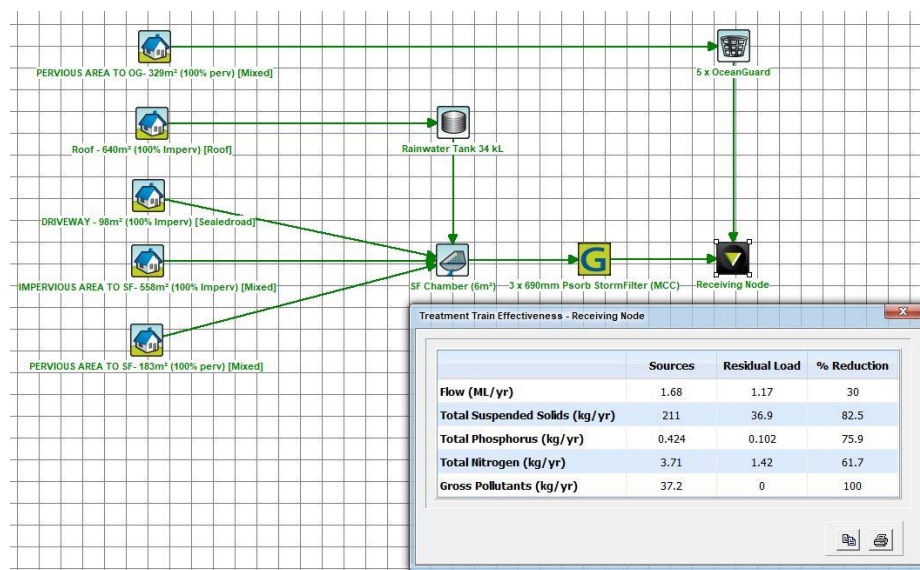 PERVIOUS AREA TO OG- 329m² (100% perv) [Mixed]
5 x OceanGuard
Roof - 640m² (100% Imperv) [Roof]
Rainwater Tank 34 kL
DRIVEWAY - 98m² (100% Imperv) [Sealedroad]
IMPERVIOUS AREA TO SF- 558m² (100% Imperv) [Mixed]
SF Chamber (6m²)
G
3 x 690mm Psorb StormFilter (MCC)
Receiving Node
PERVIOUS AREA TO SF- 183m² (100% perv) [Mixed]
Treatment Train Effectiveness - Receiving Node
Sources Residual Load % Reduction
Flow (ML/yr) 1.68 1.17 30
Total Suspended Solids (kg/yr) 211 36.9 82.5
Total Phosphorus (kg/yr) 0.424 0.102 75.9
Total Nitrogen (kg/yr) 3.71 1.42 61.7
Gross Pollutants (kg/yr) 37.2 0 100